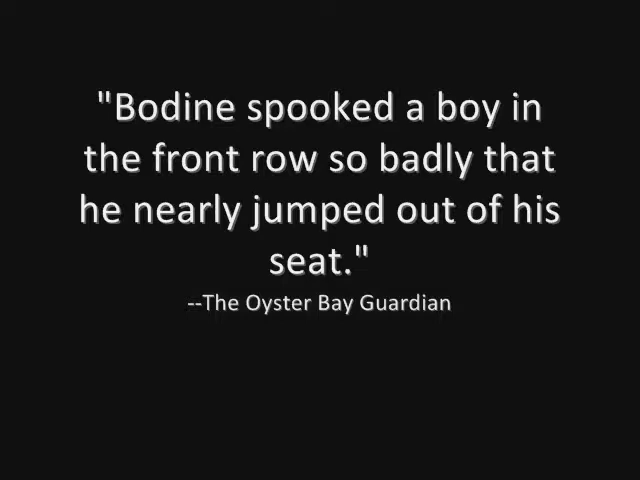 "Bodine spooked a boy in
the front row so badly that
he nearly jumped out of his
seat."
--The Oyster Bay Guardian